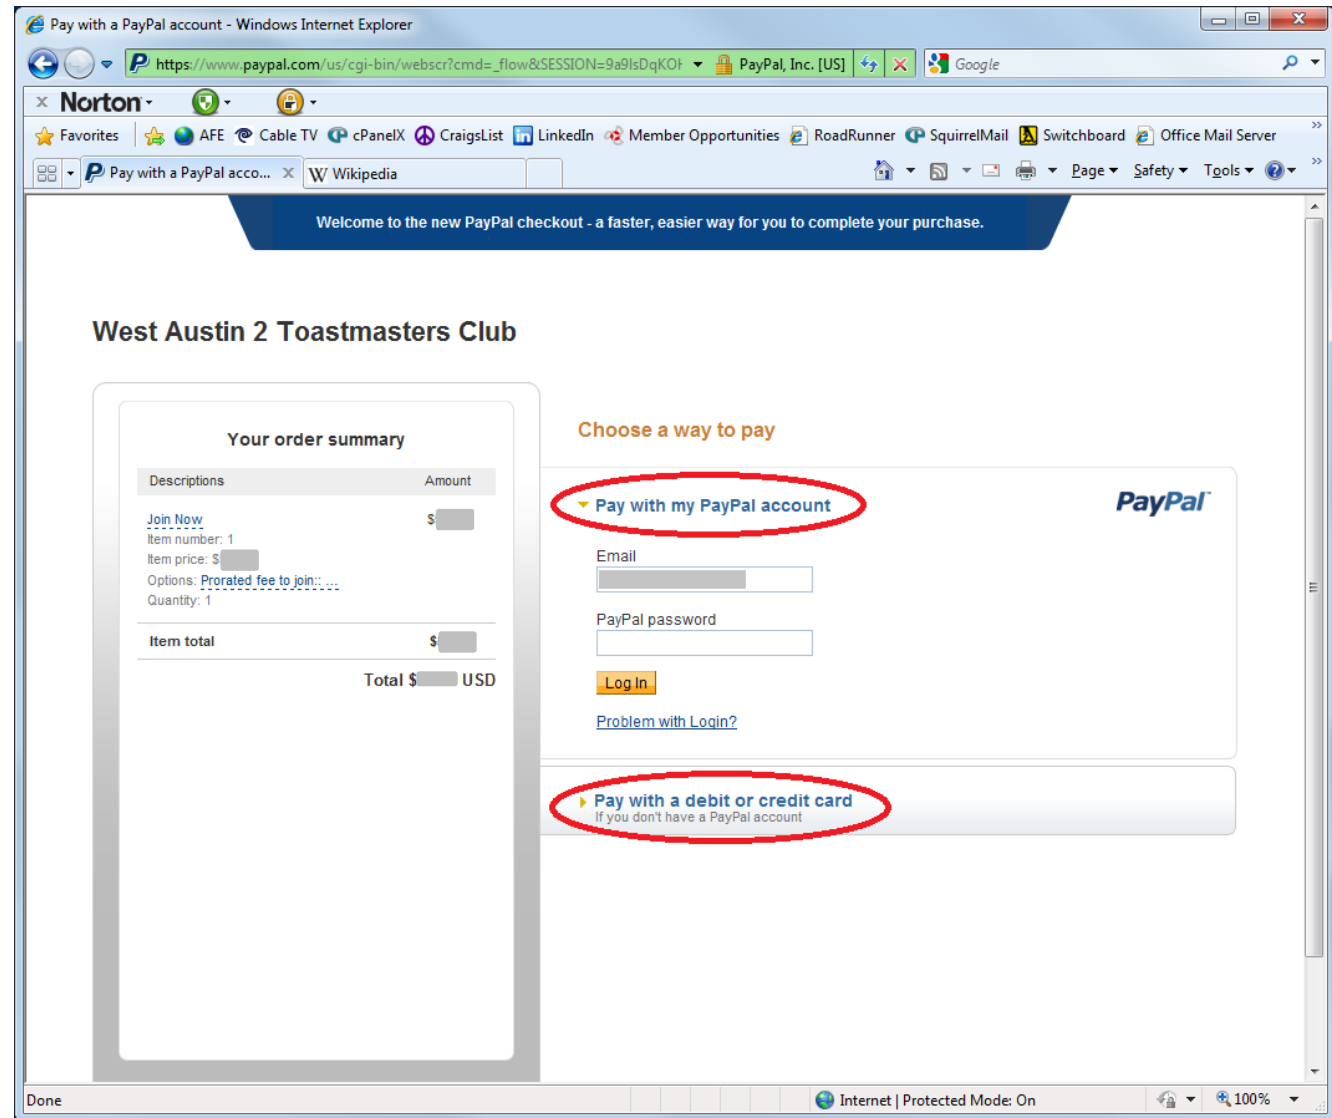 Pay with a PayPal account - Windows Internet Explorer
https://www.paypal.com/us/cgi-bin/webscr?cmd=_flow&SESSION=9a9lsDqKOH PayPal, Inc. [US] Google
Norton
Favorites AFE Cable TV cPanelX CraigsList LinkedIn Member Opportunities RoadRunner SquirrelMail Switchboard Office Mail Server
Pay with a PayPal acco... Wikipedia Page Safety Tools
Welcome to the new PayPal checkout - a faster, easier way for you to complete your purchase.
West Austin 2 Toastmasters Club
Your order summary
Descriptions Amount
Join Now $
Item number: 1
Item price: $
Options: Prorated fee to join:: ...
Quantity: 1
Item total $
Total $ USD
Choose a way to pay
Pay with my PayPal account
PayPal
Email
PayPal password
Log In
Problem with Login?
Pay with a debit or credit card
If you don't have a PayPal account
Done Internet | Protected Mode: On 100%